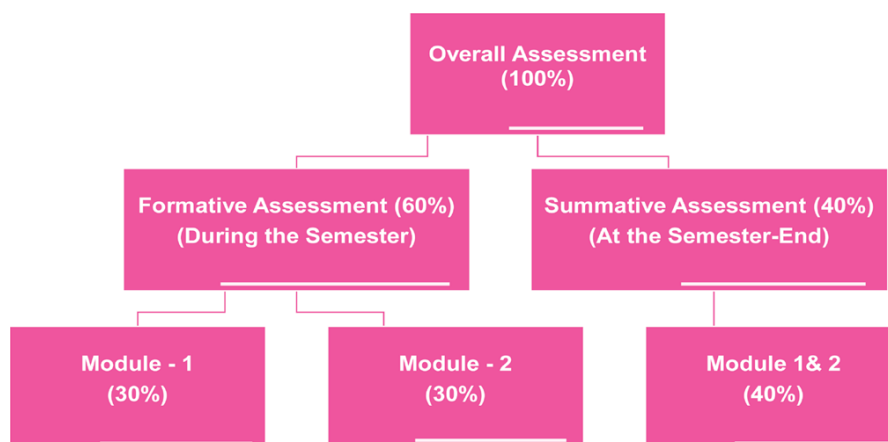 Overall Assessment
(100%)
Formative Assessment (60%)
(During the Semester)
Summative Assessment (40%)
(At the Semester-End)
Module - 1
(30%)
Module - 2
(30%)
Module 1& 2
(40%)